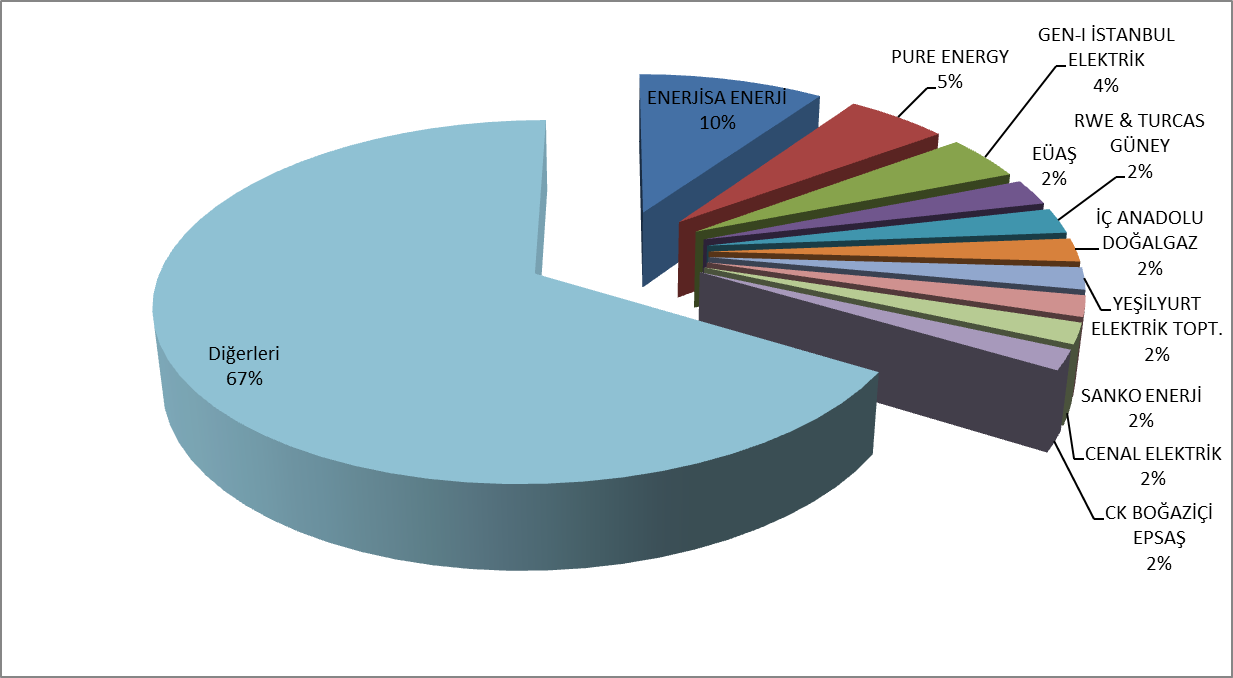 ENERJİSA ENERJİ
10%
PURE ENERGY
5%
GEN-I İSTANBUL
ELEKTRİK
4%
EÜAŞ
2%
RWE & TURCAS
GÜNEY
2%
İÇ ANADOLU
DOĞALGAZ
2%
YEŞİLYURT
ELEKTRİK TOPT.
2%
SANKO ENERJİ
2%
CENAL ELEKTRİK
2%
CK BOĞAZİÇİ
EPSAŞ
2%
Diğerleri
67%